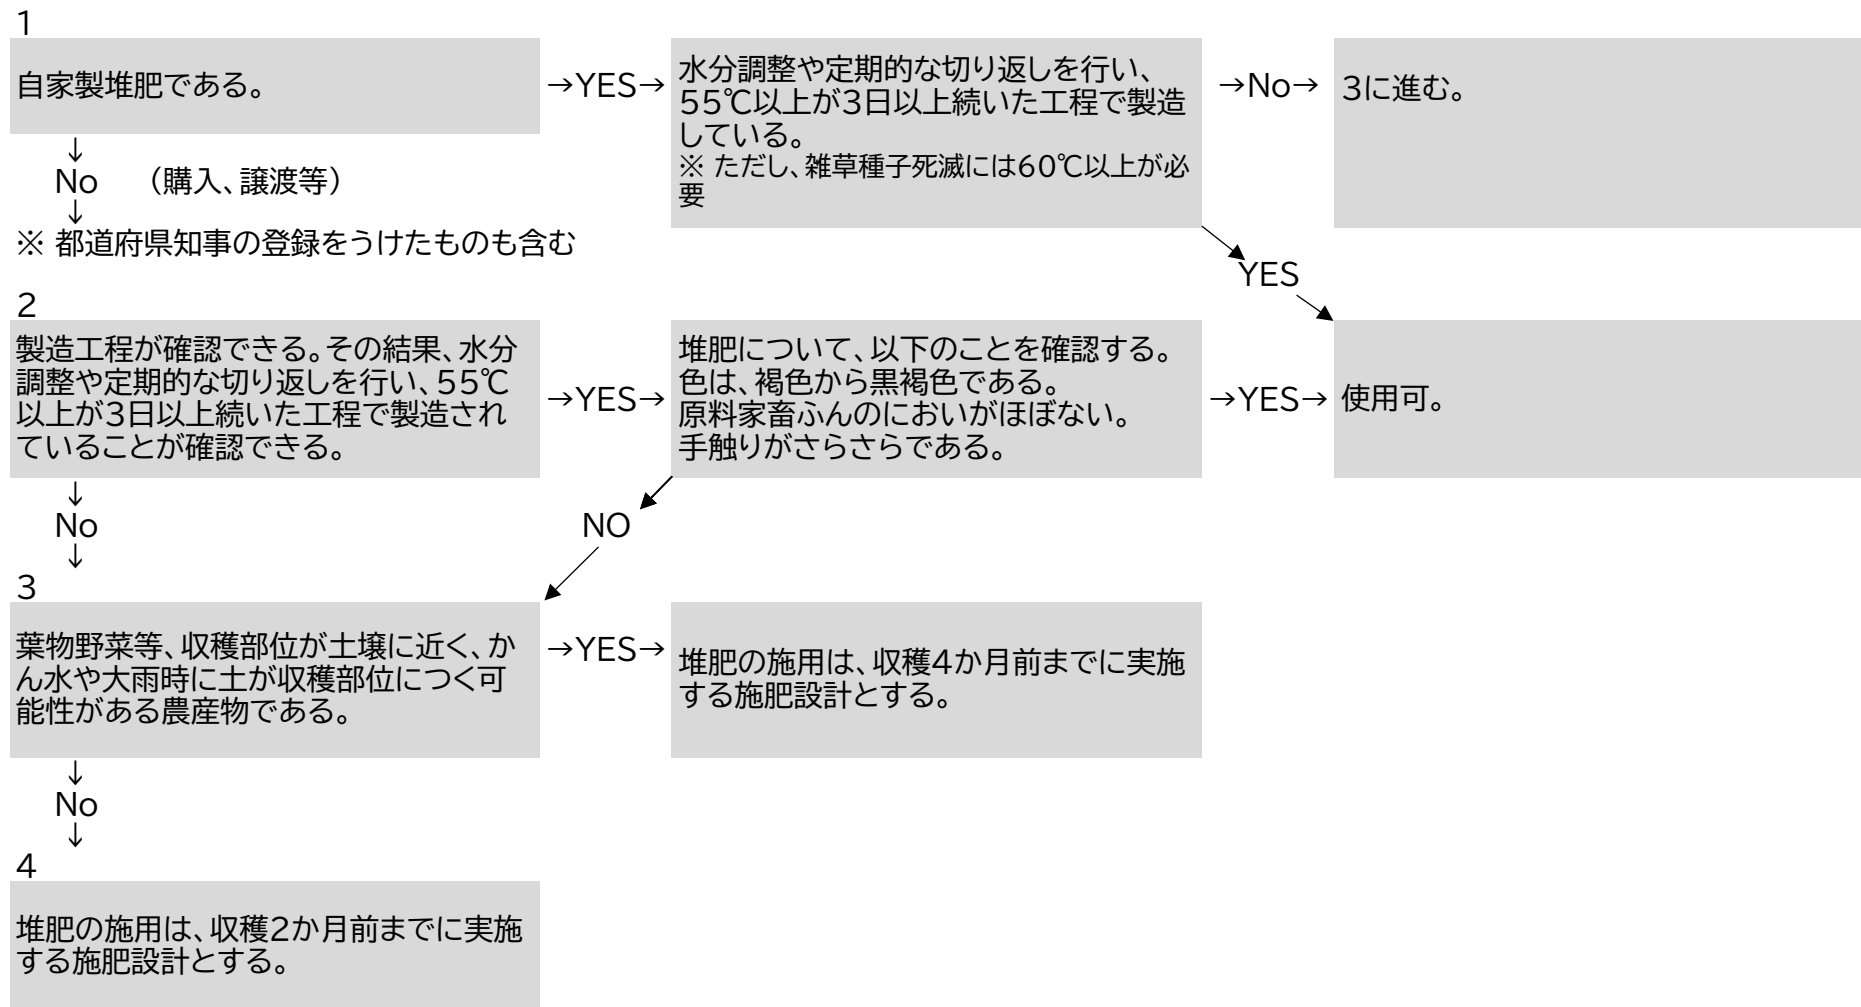 1
自家製堆肥である。
→YES→
水分調整や定期的な切り返しを行い、
55℃以上が3日以上続いた工程で製造
している。
※ ただし、雑草種子死滅には60℃以上が必
要
→No→
3に進む。
↓
No （購入、譲渡等）
↓
※ 都道府県知事の登録をうけたものも含む
YES
2
製造工程が確認できる。その結果、水分
調整や定期的な切り返しを行い、55℃
以上が3日以上続いた工程で製造され
ていることが確認できる。
→YES→
堆肥について、以下のことを確認する。
色は、褐色から黒褐色である。
原料家畜ふんのにおいがほぼない。
手触りがさらさらである。
→YES→
使用可。
↓
No
↓
NO
3
葉物野菜等、収穫部位が土壌に近く、か
ん水や大雨時に土が収穫部位につく可
能性がある農産物である。
→YES→
堆肥の施用は、収穫4か月前までに実施
する施肥設計とする。
↓
No
↓
4
堆肥の施用は、収穫2か月前までに実施
する施肥設計とする。